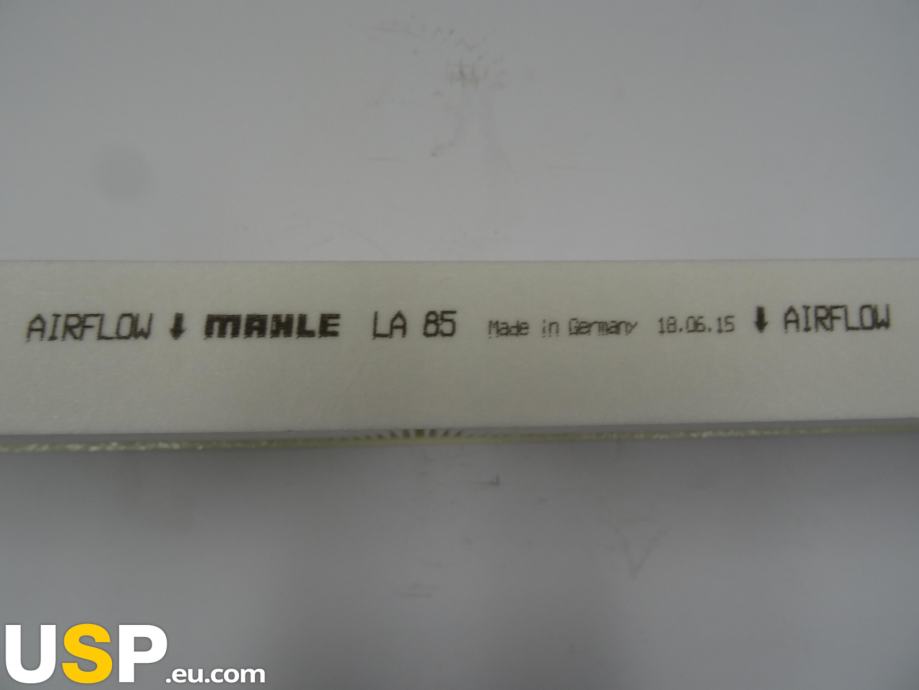 AIRFLOW ⬇ MAHLE LA 85 Made in Germany 18.06.15 ⬇ AIRFLOW
USP.eu.com